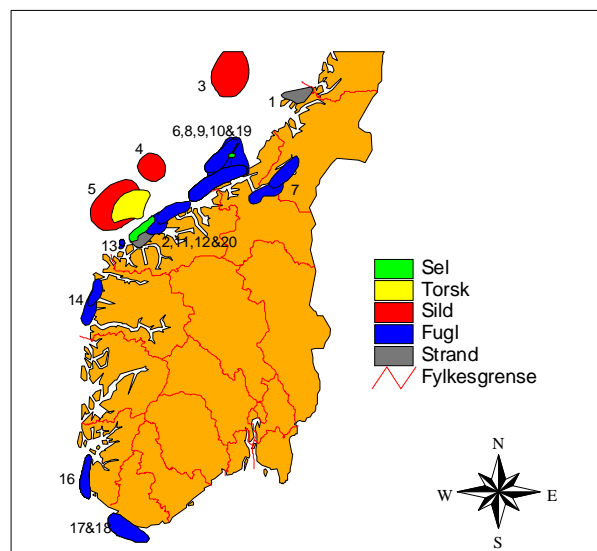 3
1
6,8,9,10&19
4
5
7
13
2,11,12&20
14
Sel
Torsk
Sild
Fugl
Strand
Fylkesgrense
16
17&18
N
W E
S